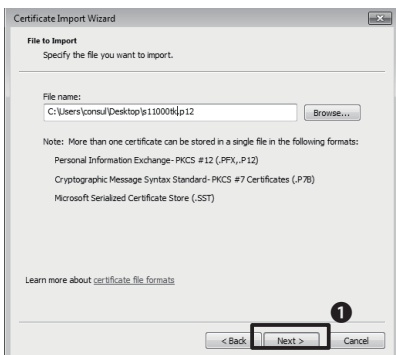 Certificate Import Wizard
File to Import
Specify the file you want to import.
File name:
C:\Users\consul\Desktop\s11000tk.p12
Browse...
Note: More than one certificate can be stored in a single file in the following formats:
Personal Information Exchange- PKCS #12 (.PFX,.P12)
Cryptographic Message Syntax Standard- PKCS #7 Certificates (.P7B)
Microsoft Serialized Certificate Store (.SST)
Learn more about certificate file formats
1
< Back Next > Cancel